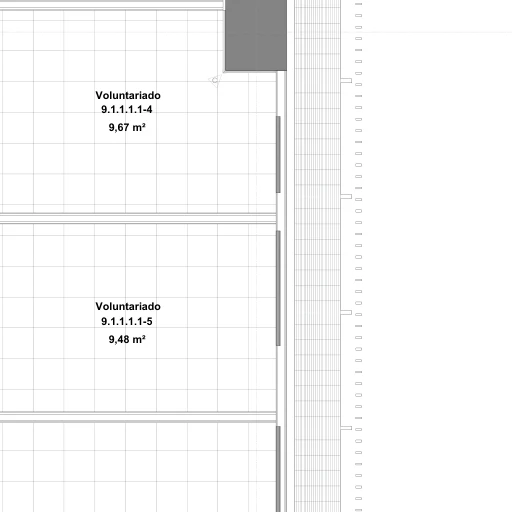 Voluntariado
9.1.1.1.1-4
9,67 m²
Voluntariado
9.1.1.1.1-5
9,48 m²